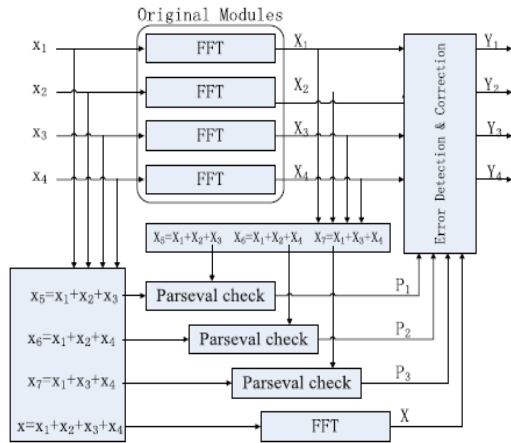 Original Modules
x₁ FFT X₁ Y₁
x₂ FFT X₂ Y₂
x₃ FFT X₃ Y₃
x₄ FFT X₄ Y₄
Error Detection & Correction
X₅=X₁+X₂+X₃ X₆=X₁+X₂+X₄ X₇=X₁+X₃+X₄
x₅=x₁+x₂+x₃ Parseval check P₁
x₆=x₁+x₂+x₄ Parseval check P₂
x₇=x₁+x₃+x₄ Parseval check P₃
x=x₁+x₂+x₃+x₄ FFT X